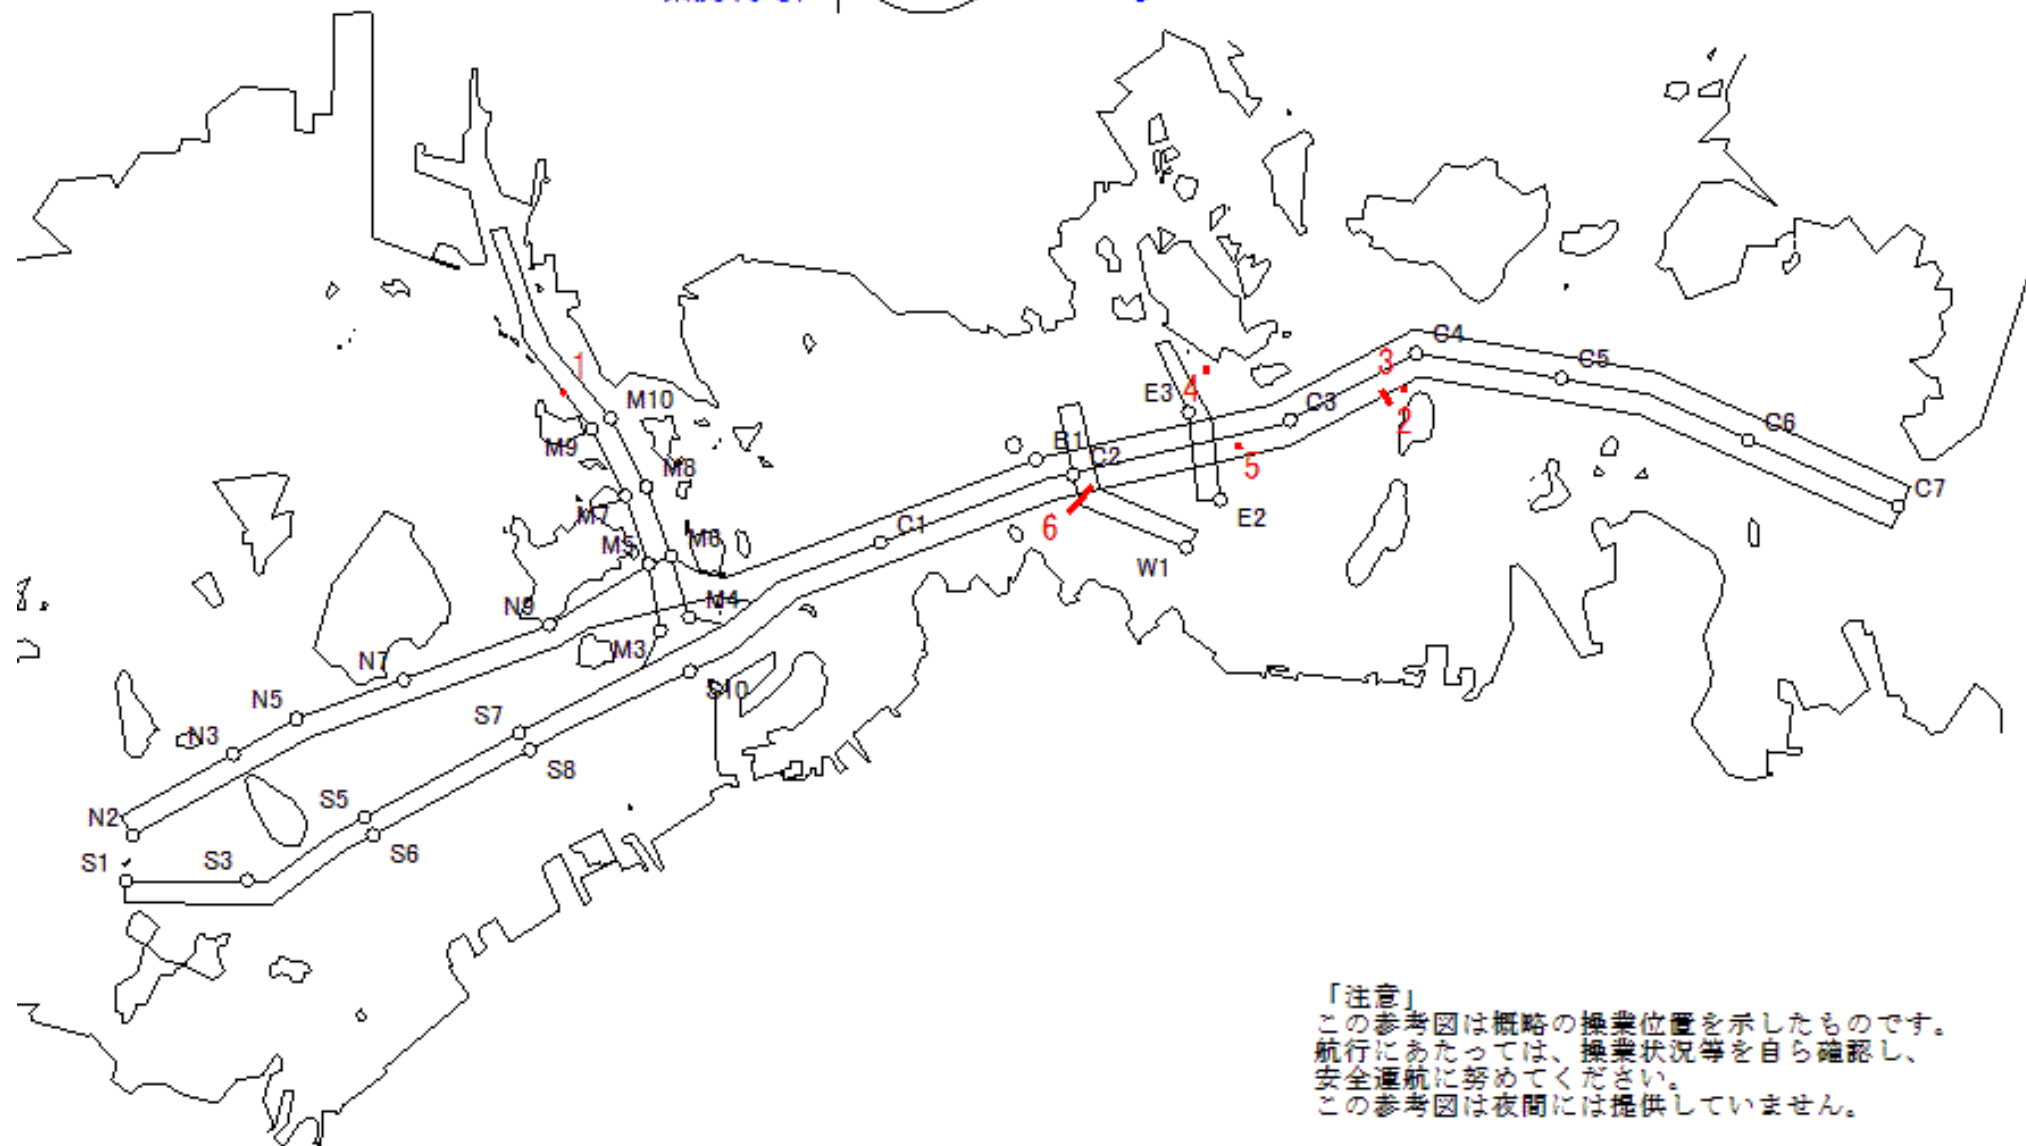 1
M10
M9
M8
M7
M6
M5
M4
M3
N9
N7
N5
N3
N2
S1
S3
S5
S6
S7
S8
S10
C1
B1
C2
6
W1
E2
E3
4
5
C3
3
2
C4
C5
C6
C7
「注意」
この参考図は概略の操業位置を示したものです。
航行にあたっては、操業状況等を自ら確認し、
安全運航に努めてください。
この参考図は夜間には提供していません。